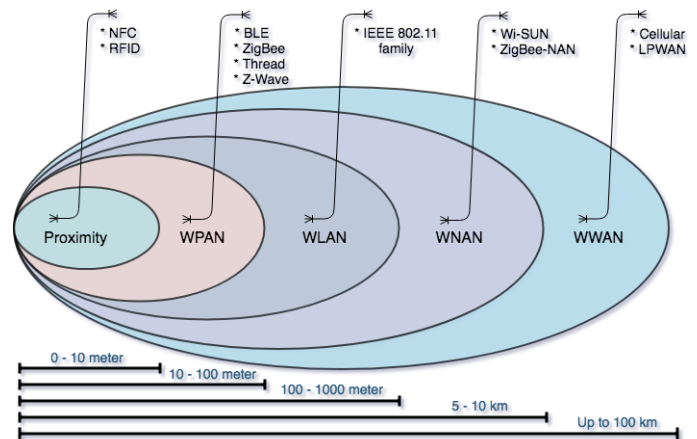 * NFC
* RFID
* BLE
* ZigBee
* Thread
* Z-Wave
* IEEE 802.11
family
* Wi-SUN
* ZigBee-NAN
* Cellular
* LPWAN
Proximity
WPAN
WLAN
WNAN
WWAN
0 - 10 meter
10 - 100 meter
100 - 1000 meter
5 - 10 km
Up to 100 km